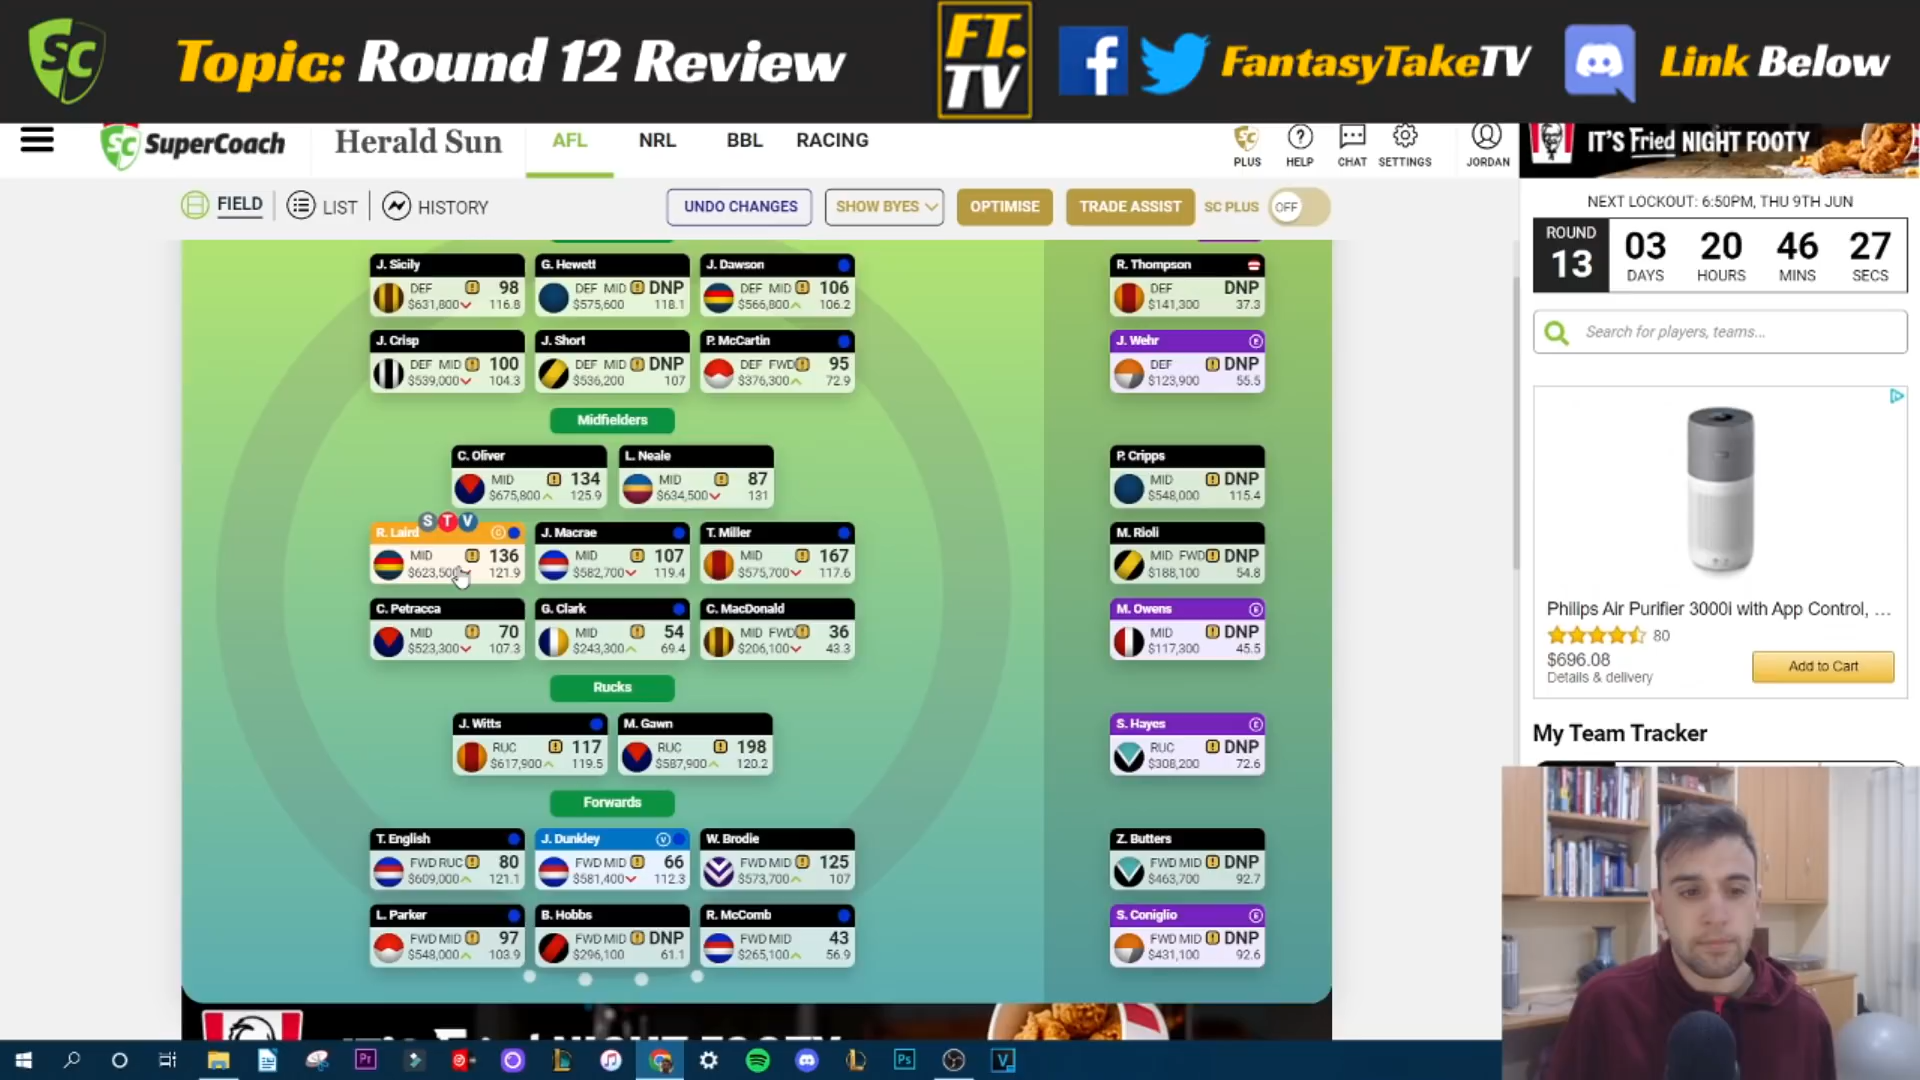 SC
Topic: Round 12 Review
FT.
TV
FantasyTakeTV
Link Below
SC SuperCoach
Herald Sun
AFL
NRL
BBL
RACING
SC
PLUS
HELP
CHAT
SETTINGS
JORDAN
IT'S Fried NIGHT FOOTY
FIELD
LIST
HISTORY
UNDO CHANGES
SHOW BYES
OPTIMISE
TRADE ASSIST
SC PLUS
OFF
NEXT LOCKOUT: 6:50PM, THU 9TH JUN
ROUND
13
03
DAYS
20
HOURS
46
MINS
27
SECS
Search for players, teams...
J. Sicily
DEF 98
$631,800 116.8
G. Hewett
DEF MID DNP
$575,600 118.1
J. Dawson
DEF MID 106
$566,800 106.2
R. Thompson
DEF DNP
$141,300 37.3
J. Crisp
DEF MID 100
$539,000 104.3
J. Short
DEF MID DNP
$536,200 107
P. McCartin
DEF FWD 95
$376,300 72.9
J. Wehr E
DEF DNP
$123,900 55.5
Midfielders
C. Oliver
MID 134
$675,800 125.9
L. Neale
MID 87
$634,500 131
P. Cripps
MID DNP
$548,000 115.4
S T V
R. Laird C
MID 136
$623,500 121.9
J. Macrae
MID 107
$582,700 119.4
T. Miller
MID 167
$575,700 117.6
M. Rioli
MID FWD DNP
$188,100 54.8
C. Petracca
MID 70
$523,300 107.3
G. Clark
MID 54
$243,300 69.4
C. MacDonald
MID FWD 36
$206,100 43.3
M. Owens E
MID DNP
$117,300 45.5
Rucks
J. Witts
RUC 117
$617,900 119.5
M. Gawn
RUC 198
$587,900 120.2
S. Hayes E
RUC DNP
$308,200 72.6
Forwards
T. English
FWD RUC 80
$609,000 121.1
J. Dunkley V
FWD MID 66
$581,400 112.3
W. Brodie
FWD MID 125
$573,700 107
Z. Butters
FWD MID DNP
$463,700 92.7
L. Parker
FWD MID 97
$548,000 103.9
B. Hobbs
FWD MID DNP
$296,100 61.1
R. McComb
FWD MID 43
$265,100 56.9
S. Coniglio E
FWD MID DNP
$431,100 92.6
Philips Air Purifier 3000i with App Control, ...
80
$696.08
Details & delivery
Add to Cart
My Team Tracker
Pr
Ps
V